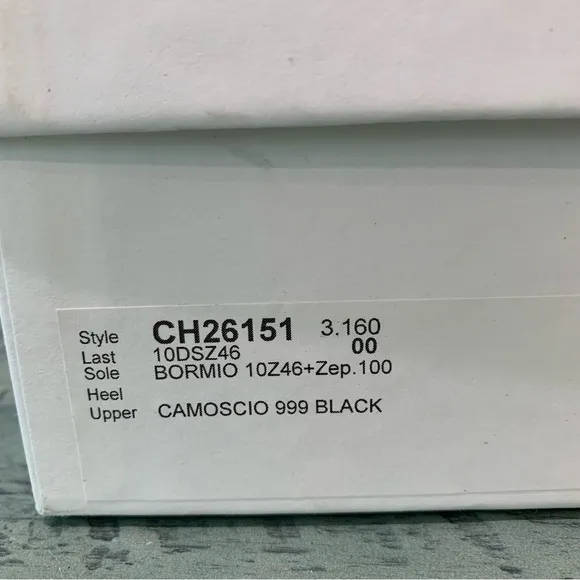 Style CH26151 3.160
Last 10DSZ46 00
Sole BORMIO 10Z46+Zep.100
Heel
Upper CAMOSCIO 999 BLACK